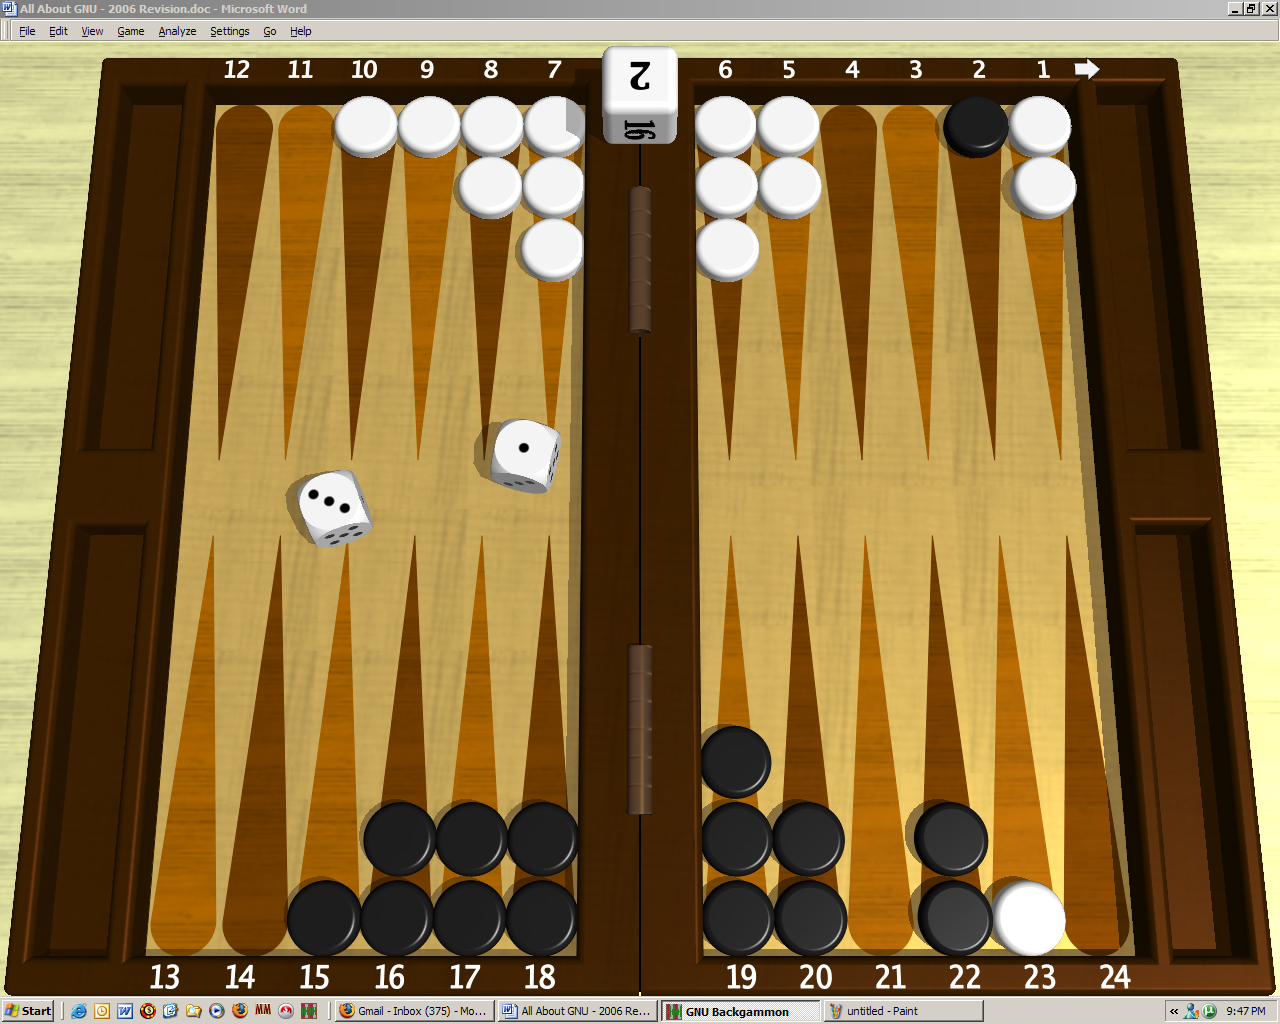 All About GNU - 2006 Revision.doc - Microsoft Word
File Edit View Game Analyze Settings Go Help
12 11 10 9 8 7 2 6 5 4 3 2 1
16
13 14 15 16 17 18 19 20 21 22 23 24
Start MM Gmail - Inbox (375) - Mo... All About GNU - 2006 Re... GNU Backgammon untitled - Paint « 9:47 PM